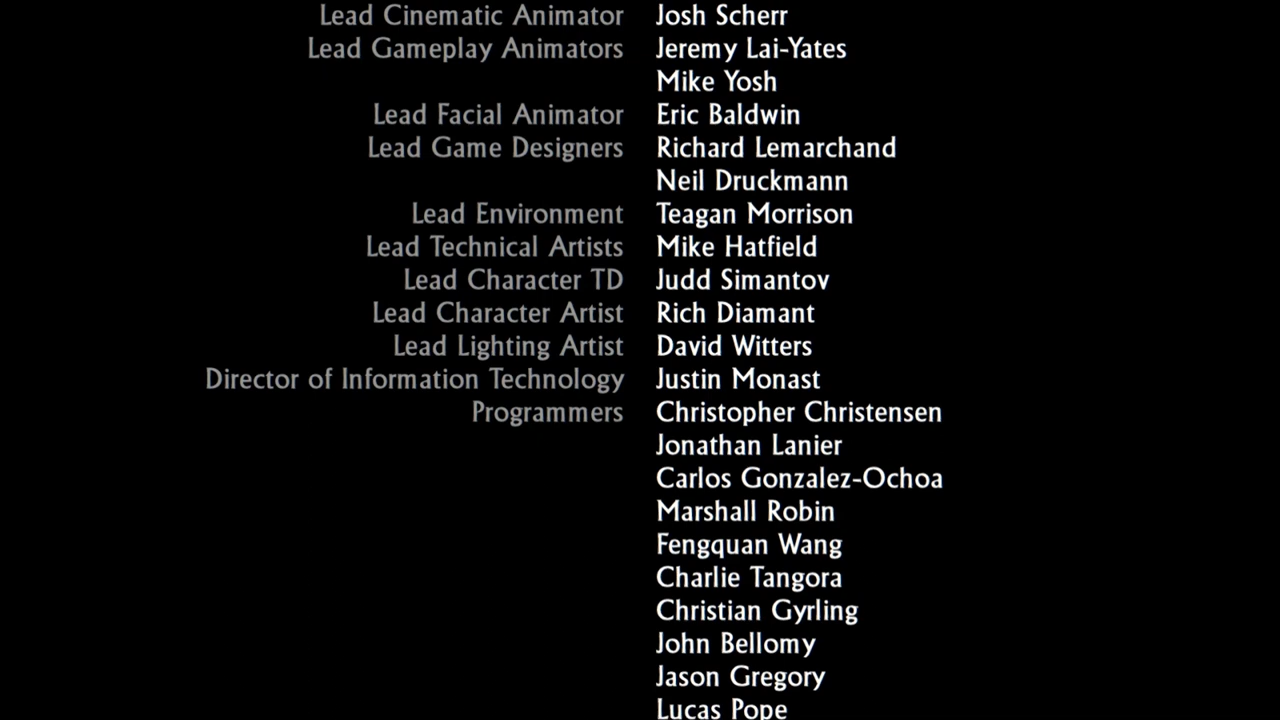 Lead Cinematic Animator Josh Scherr
Lead Gameplay Animators Jeremy Lai-Yates
Mike Yosh
Lead Facial Animator Eric Baldwin
Lead Game Designers Richard Lemarchand
Neil Druckmann
Lead Environment Teagan Morrison
Lead Technical Artists Mike Hatfield
Lead Character TD Judd Simantov
Lead Character Artist Rich Diamant
Lead Lighting Artist David Witters
Director of Information Technology Justin Monast
Programmers Christopher Christensen
Jonathan Lanier
Carlos Gonzalez-Ochoa
Marshall Robin
Fengquan Wang
Charlie Tangora
Christian Gyrling
John Bellomy
Jason Gregory
Lucas Pope